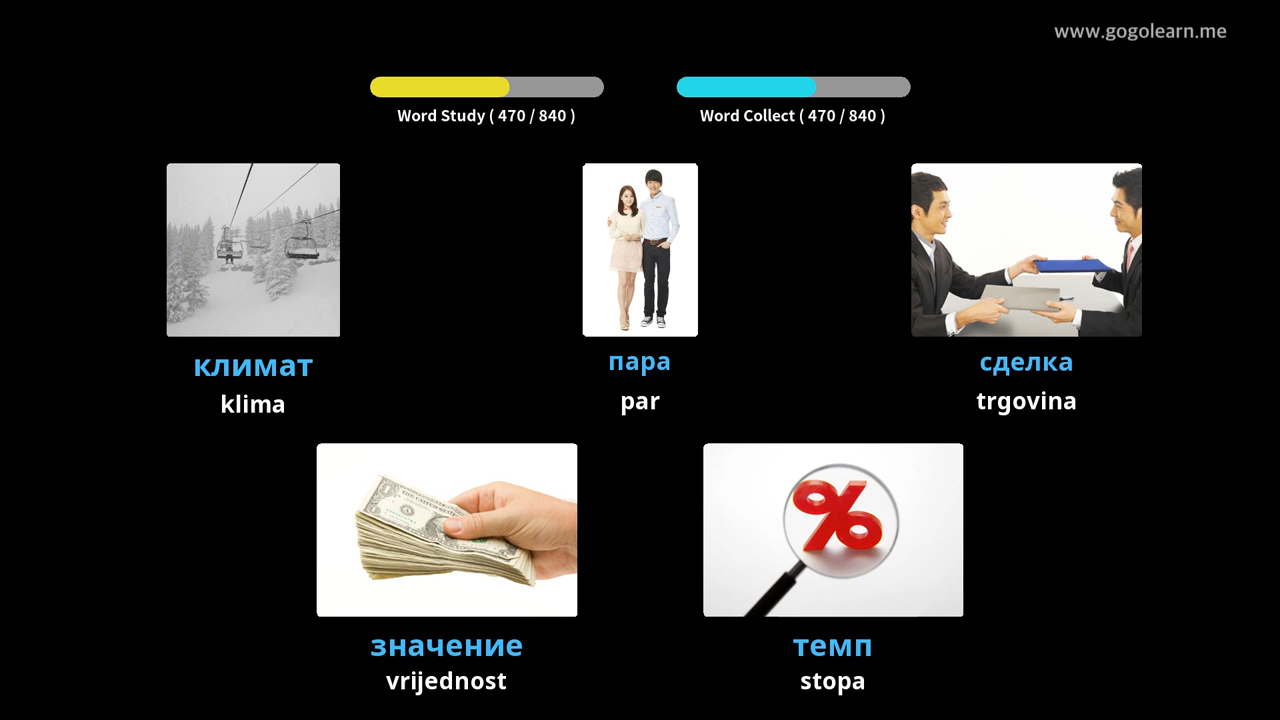 www.gogolearn.me
Word Study ( 470 / 840 )
Word Collect ( 470 / 840 )
климат
klima
пара
par
сделка
trgovina
значение
vrijednost
темп
stopa